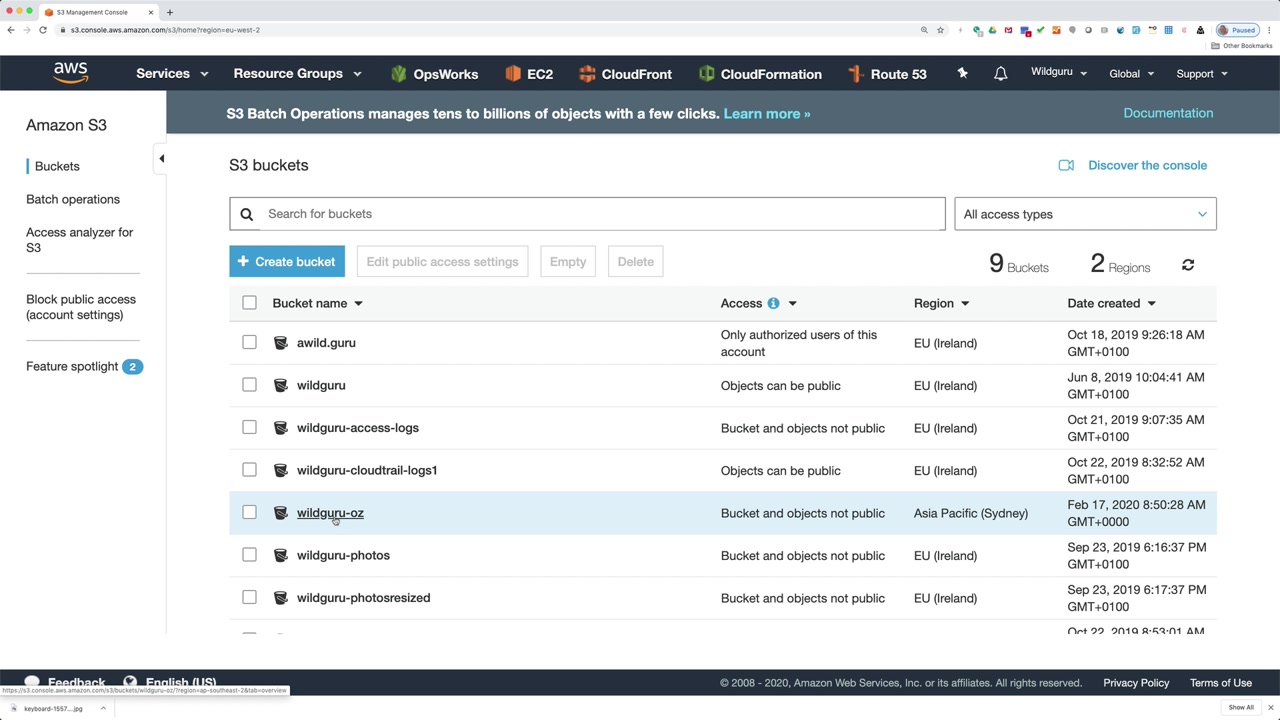 S3 Management Console
s3.console.aws.amazon.com/s3/home?region=eu-west-2
Paused
Other Bookmarks
aws
Services
Resource Groups
OpsWorks
EC2
CloudFront
CloudFormation
Route 53
Wildguru
Global
Support
Amazon S3
Buckets
Batch operations
Access analyzer for
S3
Block public access
(account settings)
Feature spotlight 2
S3 Batch Operations manages tens to billions of objects with a few clicks. Learn more »
Documentation
S3 buckets
Discover the console
Search for buckets
All access types
+ Create bucket
Edit public access settings
Empty
Delete
9 Buckets
2 Regions
Bucket name
Access
Region
Date created
awild.guru
Only authorized users of this
account
EU (Ireland)
Oct 18, 2019 9:26:18 AM
GMT+0100
wildguru
Objects can be public
EU (Ireland)
Jun 8, 2019 10:04:41 AM
GMT+0100
wildguru-access-logs
Bucket and objects not public
EU (Ireland)
Oct 21, 2019 9:07:35 AM
GMT+0100
wildguru-cloudtrail-logs1
Objects can be public
EU (Ireland)
Oct 22, 2019 8:32:52 AM
GMT+0100
wildguru-oz
Bucket and objects not public
Asia Pacific (Sydney)
Feb 17, 2020 8:50:28 AM
GMT+0000
wildguru-photos
Bucket and objects not public
EU (Ireland)
Sep 23, 2019 6:16:37 PM
GMT+0100
wildguru-photosresized
Bucket and objects not public
EU (Ireland)
Sep 23, 2019 6:17:37 PM
GMT+0100
Oct 22, 2019 8:53:01 AM
Feedback
English (US)
© 2008 - 2020, Amazon Web Services, Inc. or its affiliates. All rights reserved.
Privacy Policy
Terms of Use
https://s3.console.aws.amazon.com/s3/buckets/wildguru-oz/?region=ap-southeast-2&tab=overview
keyboard-1557....jpg
Show All